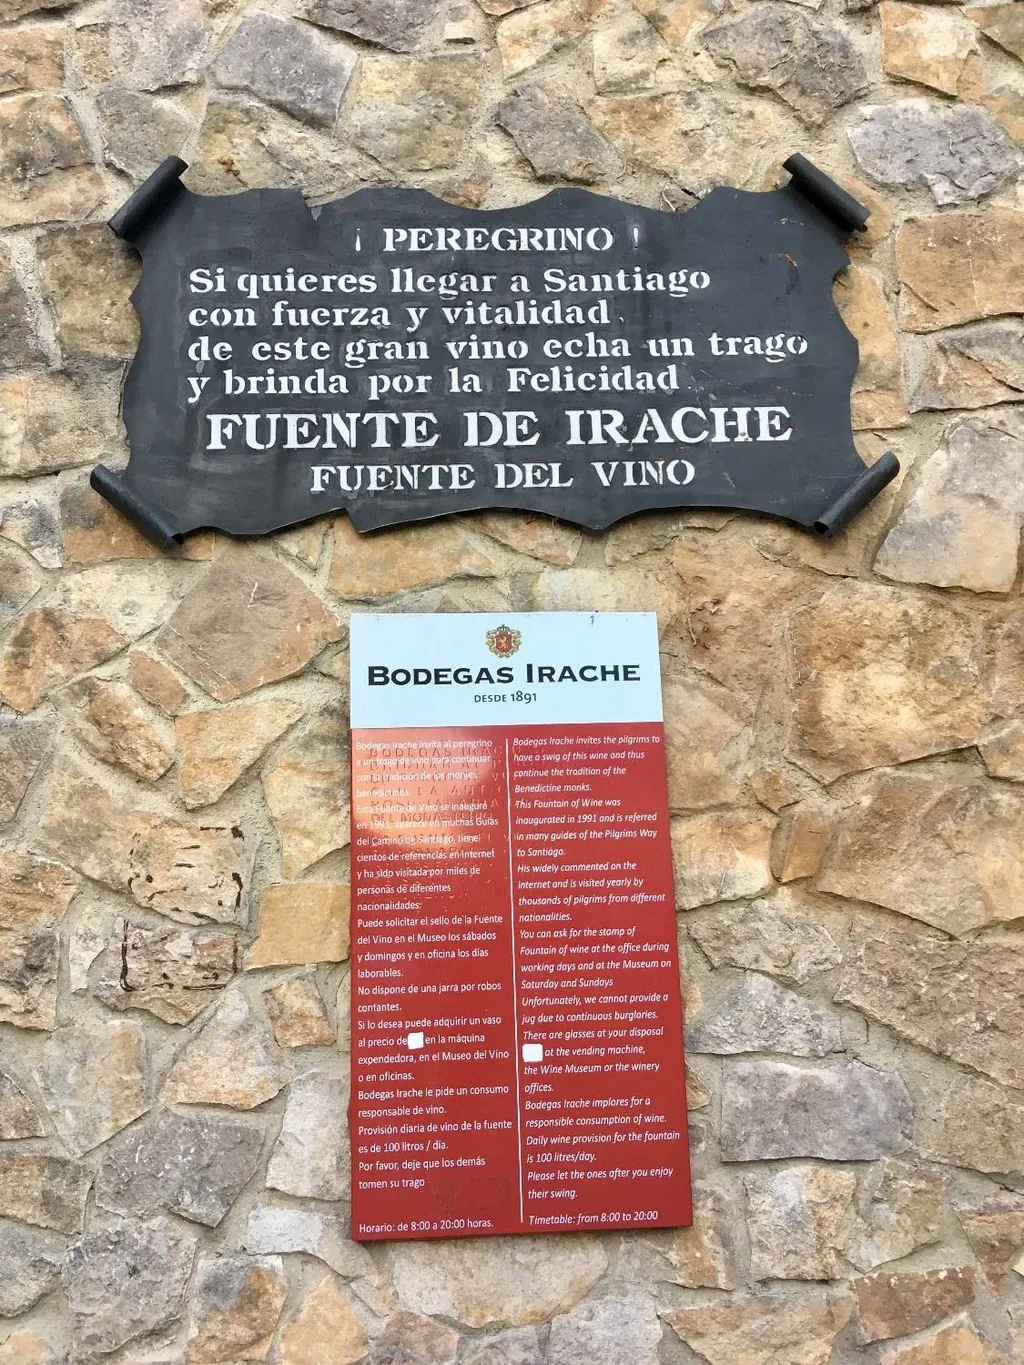 ¡ PEREGRINO !
Si quieres llegar a Santiago
con fuerza y vitalidad,
de este gran vino echa un trago
y brinda por la Felicidad
FUENTE DE IRACHE
FUENTE DEL VINO
BODEGAS IRACHE
DESDE 1891
Bodegas Irache invita al peregrino
a un trago de vino para continuar
con la tradición de los monjes
benedictinos.
Esta Fuente de Vino se inauguró
en 1991, aparece en muchas Guías
del Camino de Santiago, tiene
cientos de referencias en Internet
y ha sido visitada por miles de
personas de diferentes
nacionalidades.
Puede solicitar el sello de la Fuente
del Vino en el Museo los sábados
y domingos y en oficina los días
laborables.
No dispone de una jarra por robos
contantes.
Si lo desea puede adquirir un vaso
al precio de en la máquina
expendedora, en el Museo del Vino
o en oficinas.
Bodegas Irache le pide un consumo
responsable de vino.
Provisión diaria de vino de la fuente
es de 100 litros / día.
Por favor, deje que los demás
tomen su trago
Horario: de 8:00 a 20:00 horas.
Bodegas Irache invites the pilgrims to
have a swig of this wine and thus
continue the tradition of the
Benedictine monks.
This Fountain of Wine was
inaugurated in 1991 and is referred
in many guides of the Pilgrims Way
to Santiago.
His widely commented on the
internet and is visited yearly by
thousands of pilgrims from different
nationalities.
You can ask for the stamp of
Fountain of wine at the office during
working days and at the Museum on
Saturday and Sundays
Unfortunately, we cannot provide a
jug due to continuous burglaries.
There are glasses at your disposal
at the vending machine,
the Wine Museum or the winery
offices.
Bodegas Irache implores for a
responsible consumption of wine.
Daily wine provision for the fountain
is 100 litres/day.
Please let the ones after you enjoy
their swing.
Timetable: from 8:00 to 20:00